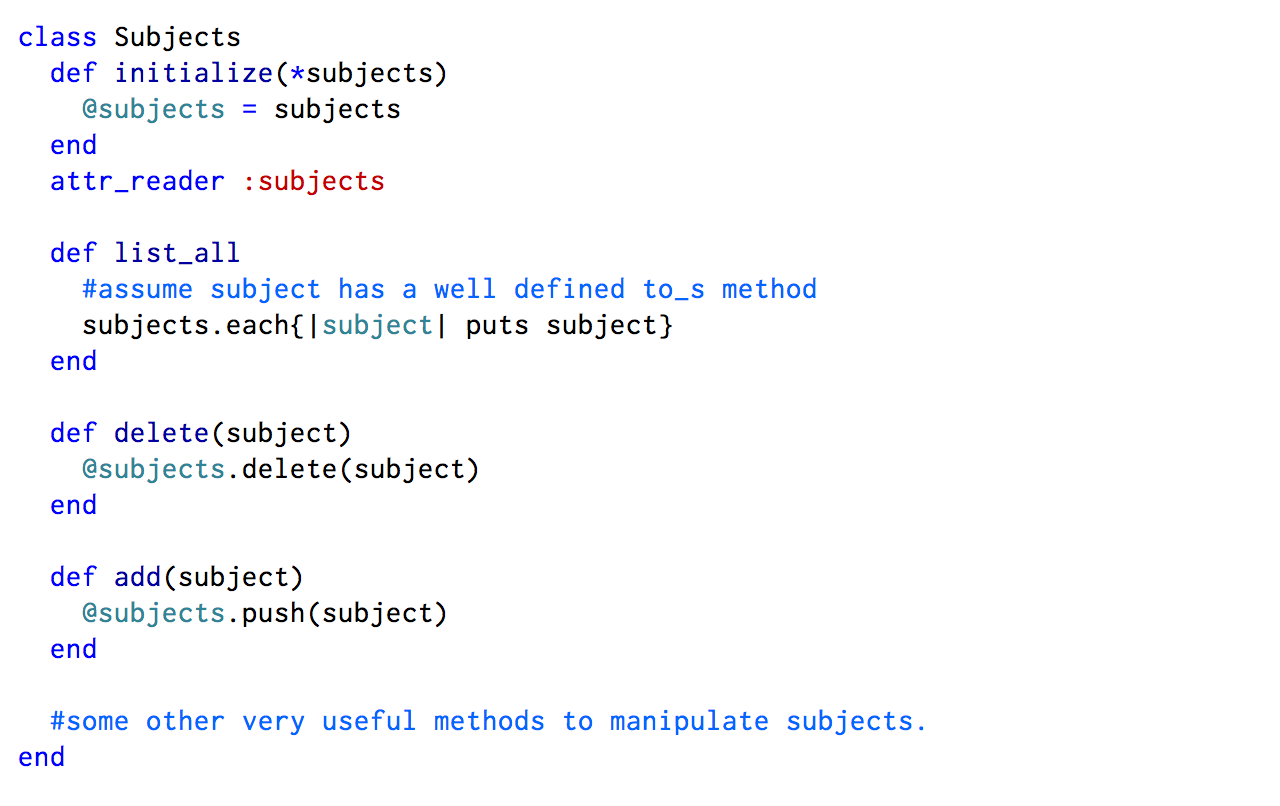 class Subjects
  def initialize(*subjects)
    @subjects = subjects
  end
  attr_reader :subjects

  def list_all
    #assume subject has a well defined to_s method
    subjects.each{|subject| puts subject}
  end

  def delete(subject)
    @subjects.delete(subject)
  end

  def add(subject)
    @subjects.push(subject)
  end

  #some other very useful methods to manipulate subjects.
end